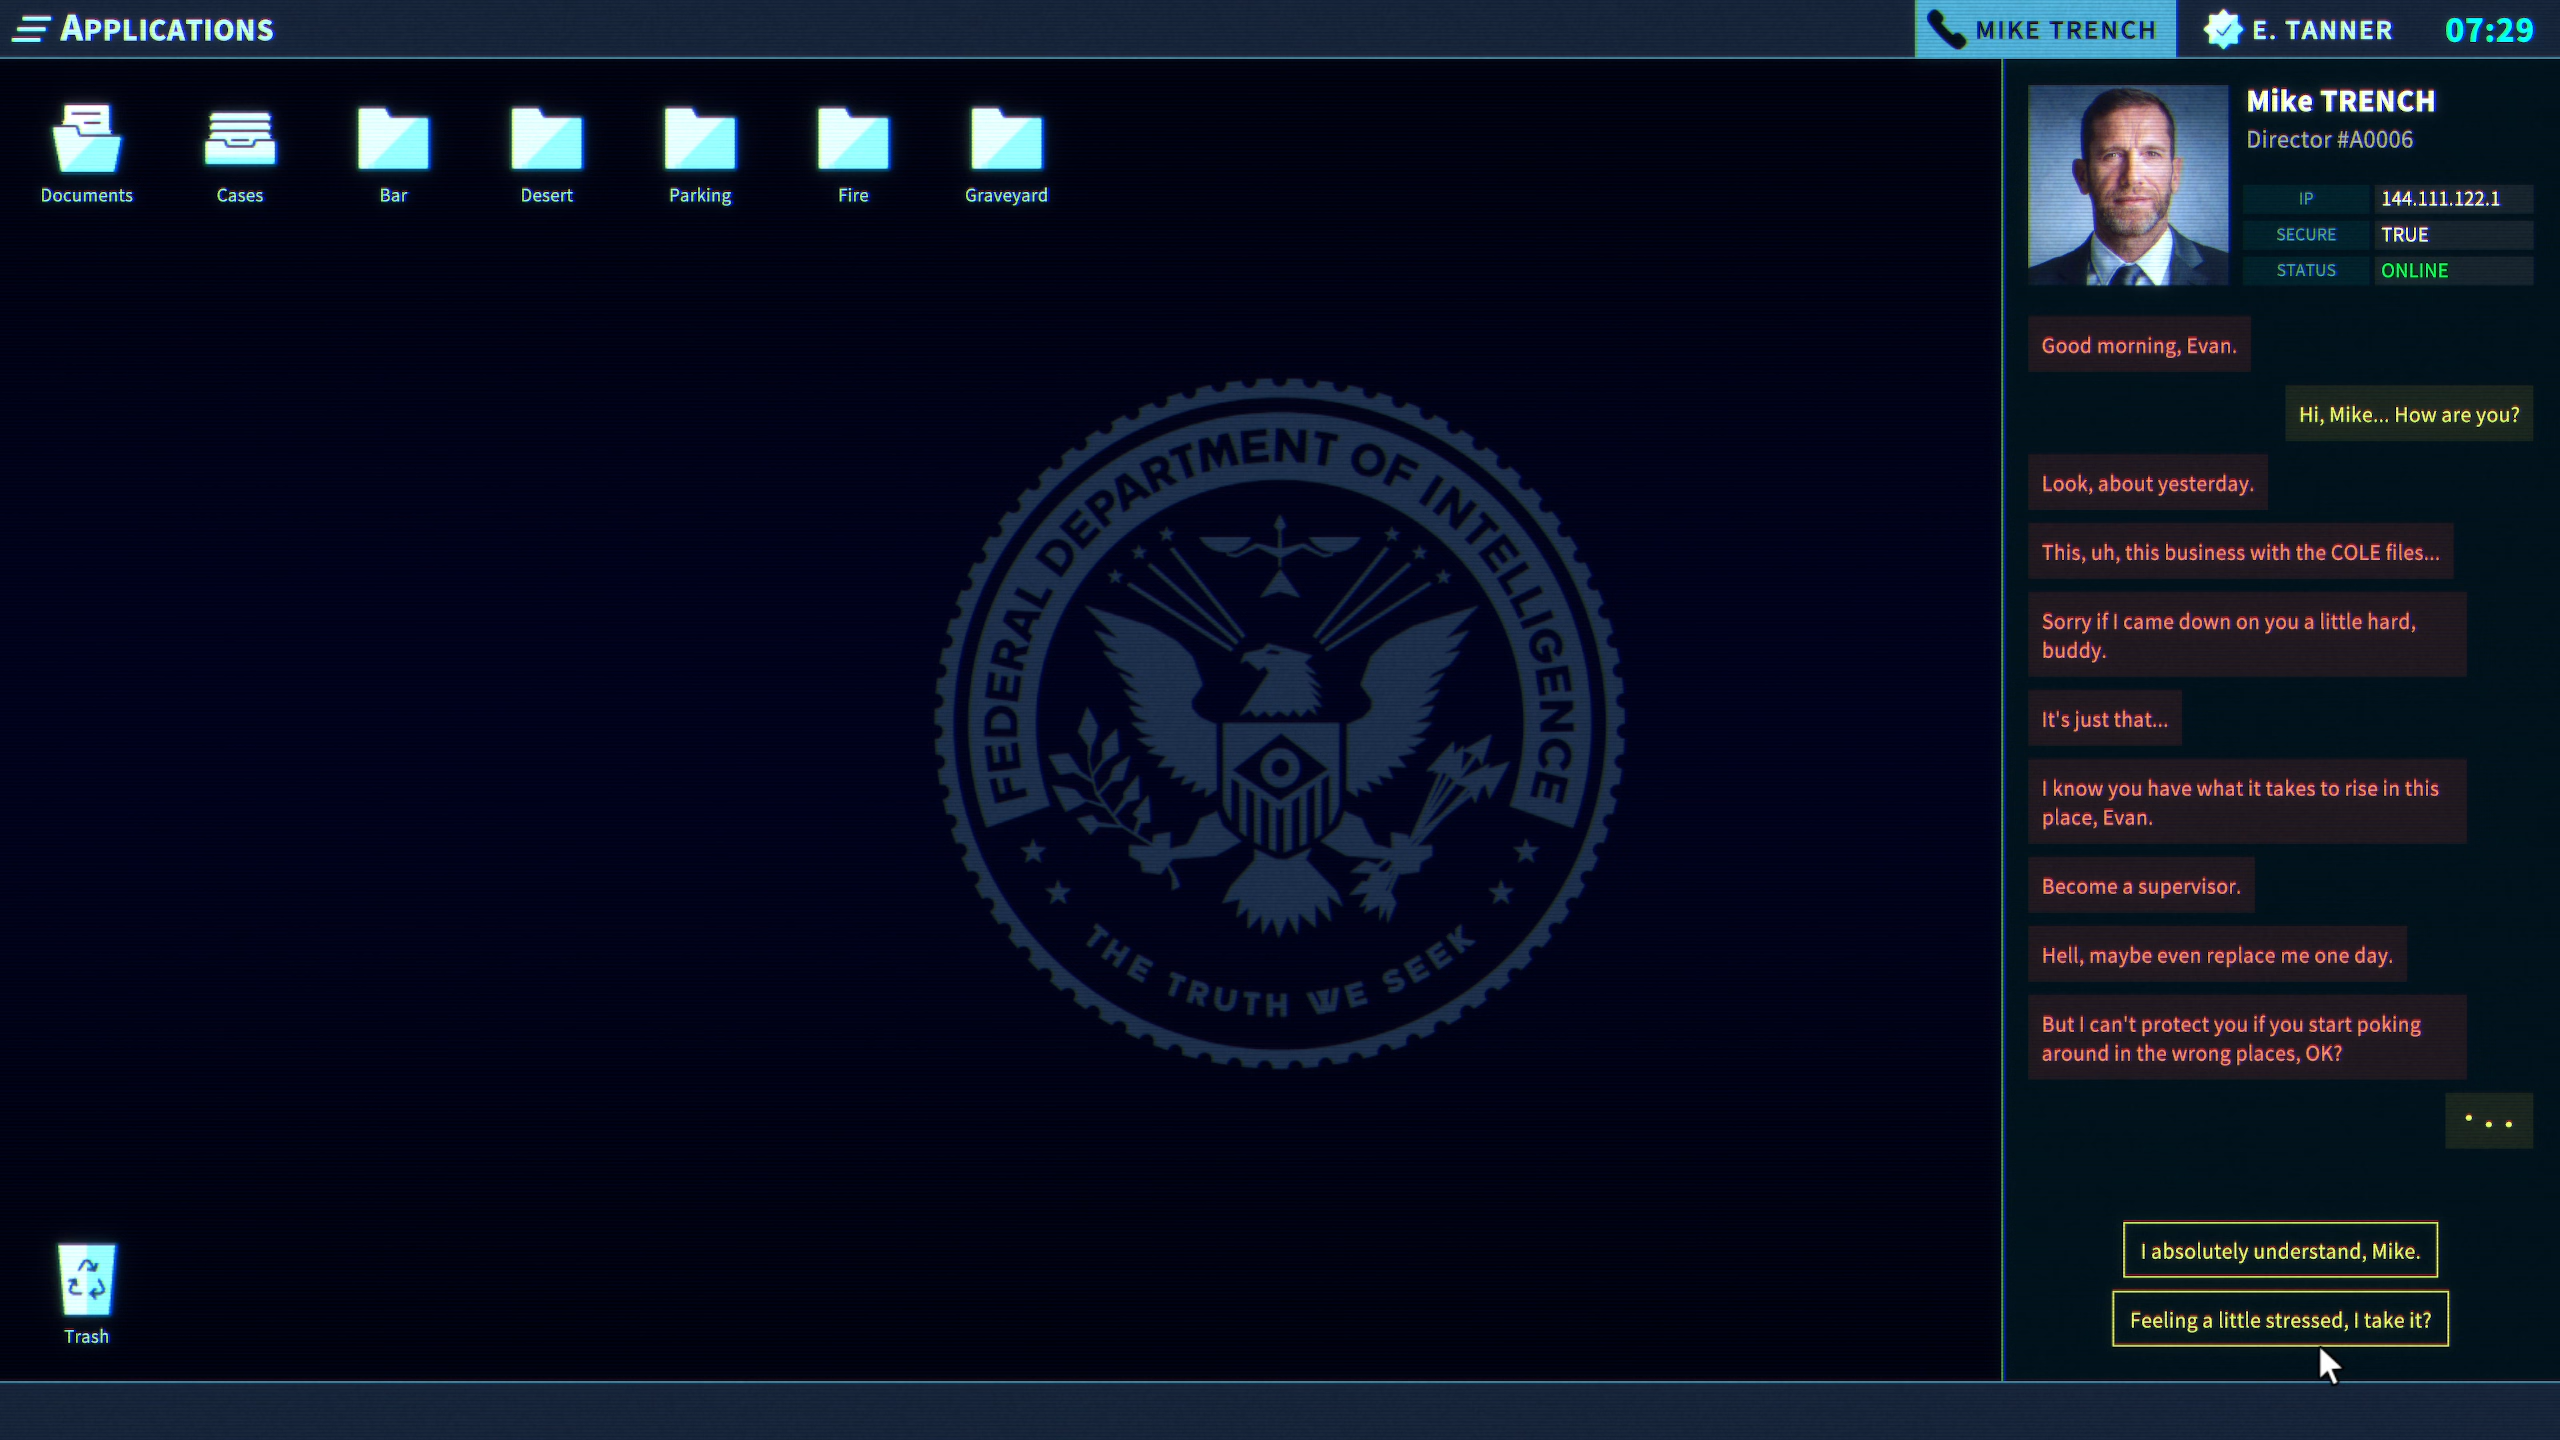 APPLICATIONS
MIKE TRENCH
E. TANNER
07:29
Documents
Cases
Bar
Desert
Parking
Fire
Graveyard
FEDERAL DEPARTMENT OF INTELLIGENCE
THE TRUTH WE SEEK
Trash
Mike TRENCH
Director #A0006
IP 144.111.122.1
SECURE TRUE
STATUS ONLINE
Good morning, Evan.
Hi, Mike... How are you?
Look, about yesterday.
This, uh, this business with the COLE files...
Sorry if I came down on you a little hard,
buddy.
It's just that...
I know you have what it takes to rise in this
place, Evan.
Become a supervisor.
Hell, maybe even replace me one day.
But I can't protect you if you start poking
around in the wrong places, OK?
...
I absolutely understand, Mike.
Feeling a little stressed, I take it?